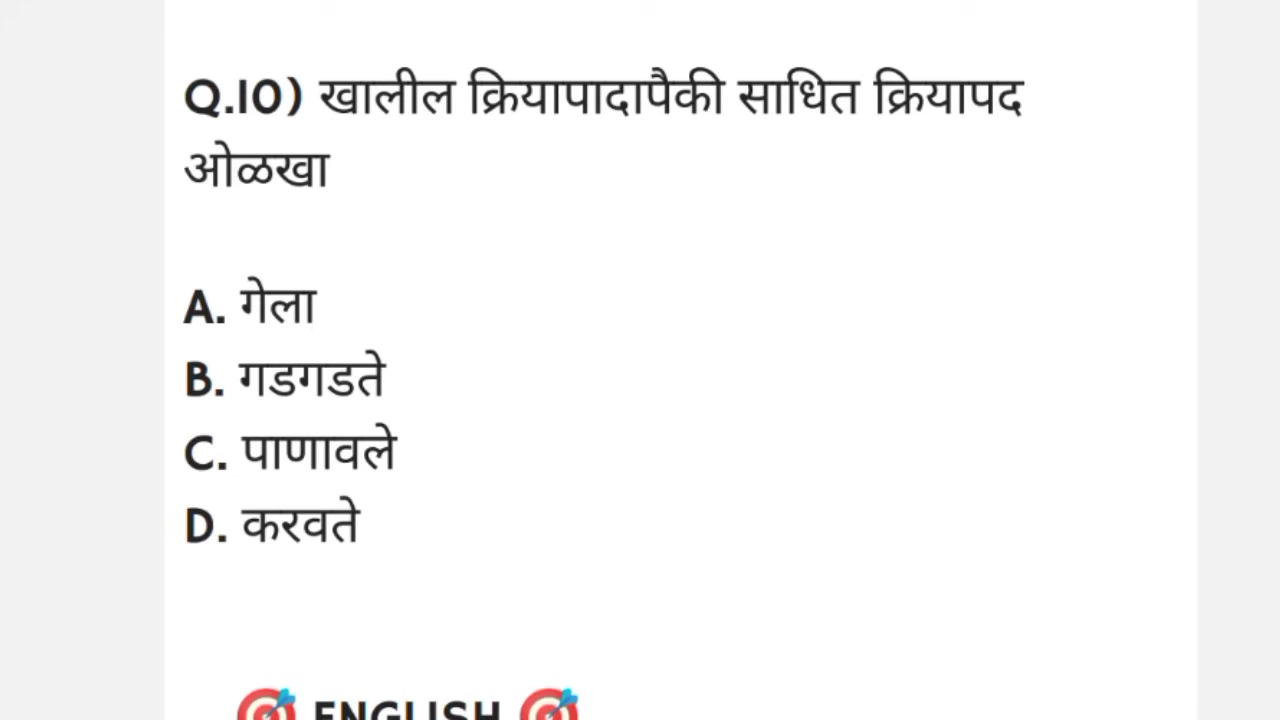 Q.10) खालील क्रियापादापैकी साधित क्रियापद
ओळखा
A. गेला
B. गडगडते
C. पाणावले
D. करवते
🎯 ENGLISH 🎯